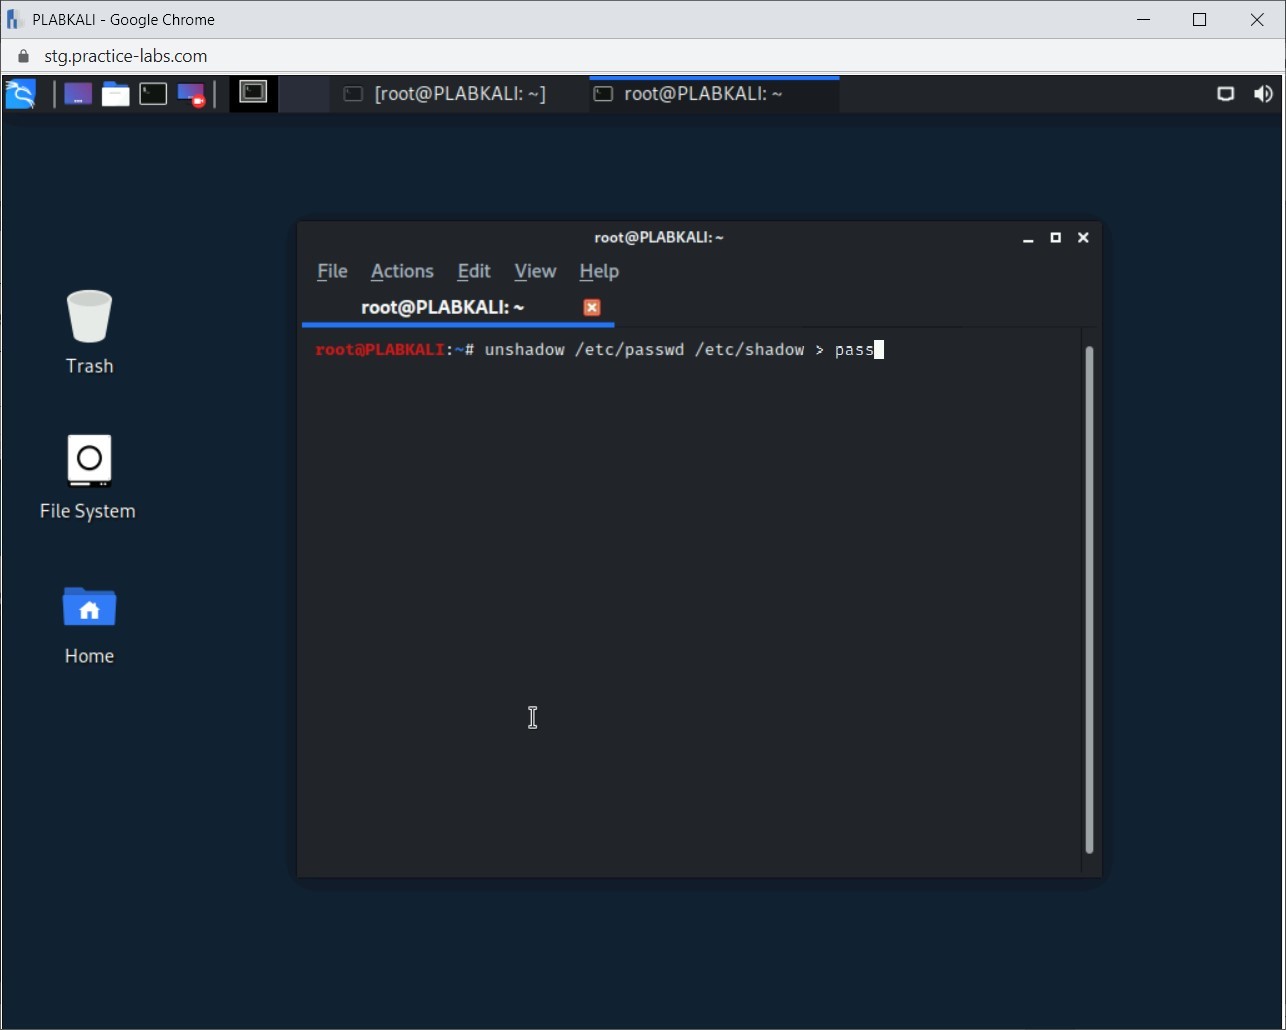 PLABKALI - Google Chrome
stg.practice-labs.com
[root@PLABKALI: ~]
root@PLABKALI: ~
root@PLABKALI: ~
File Actions Edit View Help
root@PLABKALI: ~
root@PLABKALI:~# unshadow /etc/passwd /etc/shadow > pass
Trash
File System
Home